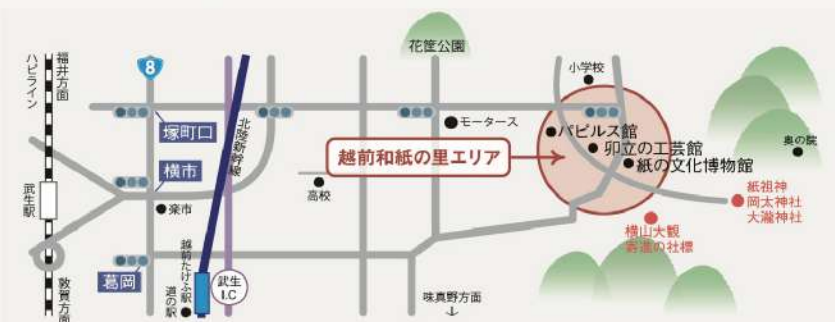 福井方面
ハピライン
武生駅
敦賀方面
8
塚町口
横市
楽市
葛岡
北陸新幹線
越前たけふ駅
道の駅
武生
I.C
花筐公園
モータース
高校
味真野方面
越前和紙の里エリア
小学校
パピルス館
卯立の工芸館
紙の文化博物館
奥の院
紙祖神
岡太神社
大瀧神社
横山大観
寄進の社標